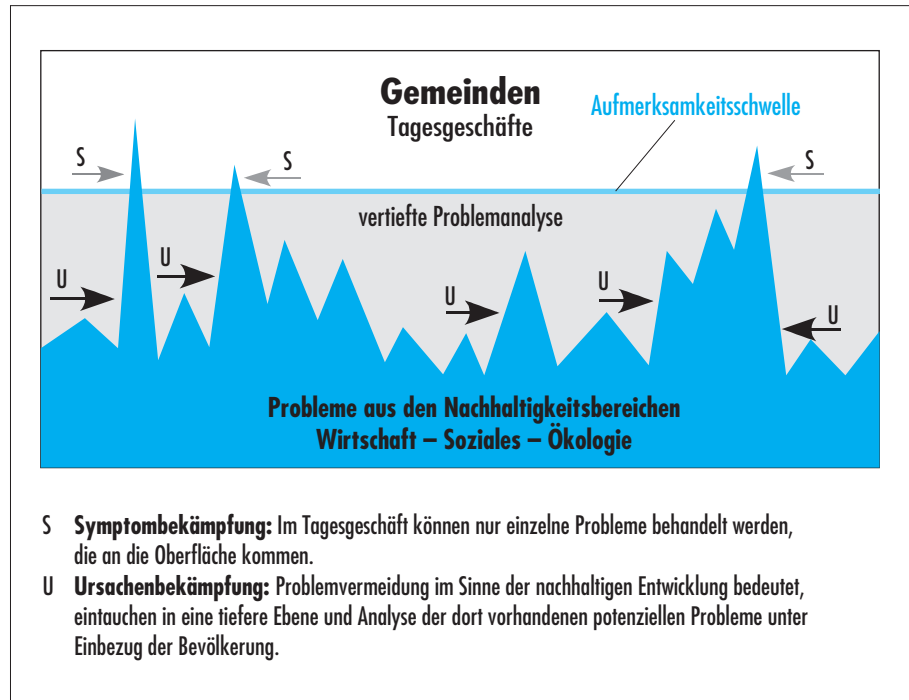 Gemeinden
Tagesgeschäfte
Aufmerksamkeitsschwelle
S
S
S
vertiefte Problemanalyse
U
U
U
U
U
Probleme aus den Nachhaltigkeitsbereichen
Wirtschaft – Soziales – Ökologie
S Symptombekämpfung: Im Tagesgeschäft können nur einzelne Probleme behandelt werden,
die an die Oberfläche kommen.
U Ursachenbekämpfung: Problemvermeidung im Sinne der nachhaltigen Entwicklung bedeutet,
eintauchen in eine tiefere Ebene und Analyse der dort vorhandenen potenziellen Probleme unter
Einbezug der Bevölkerung.